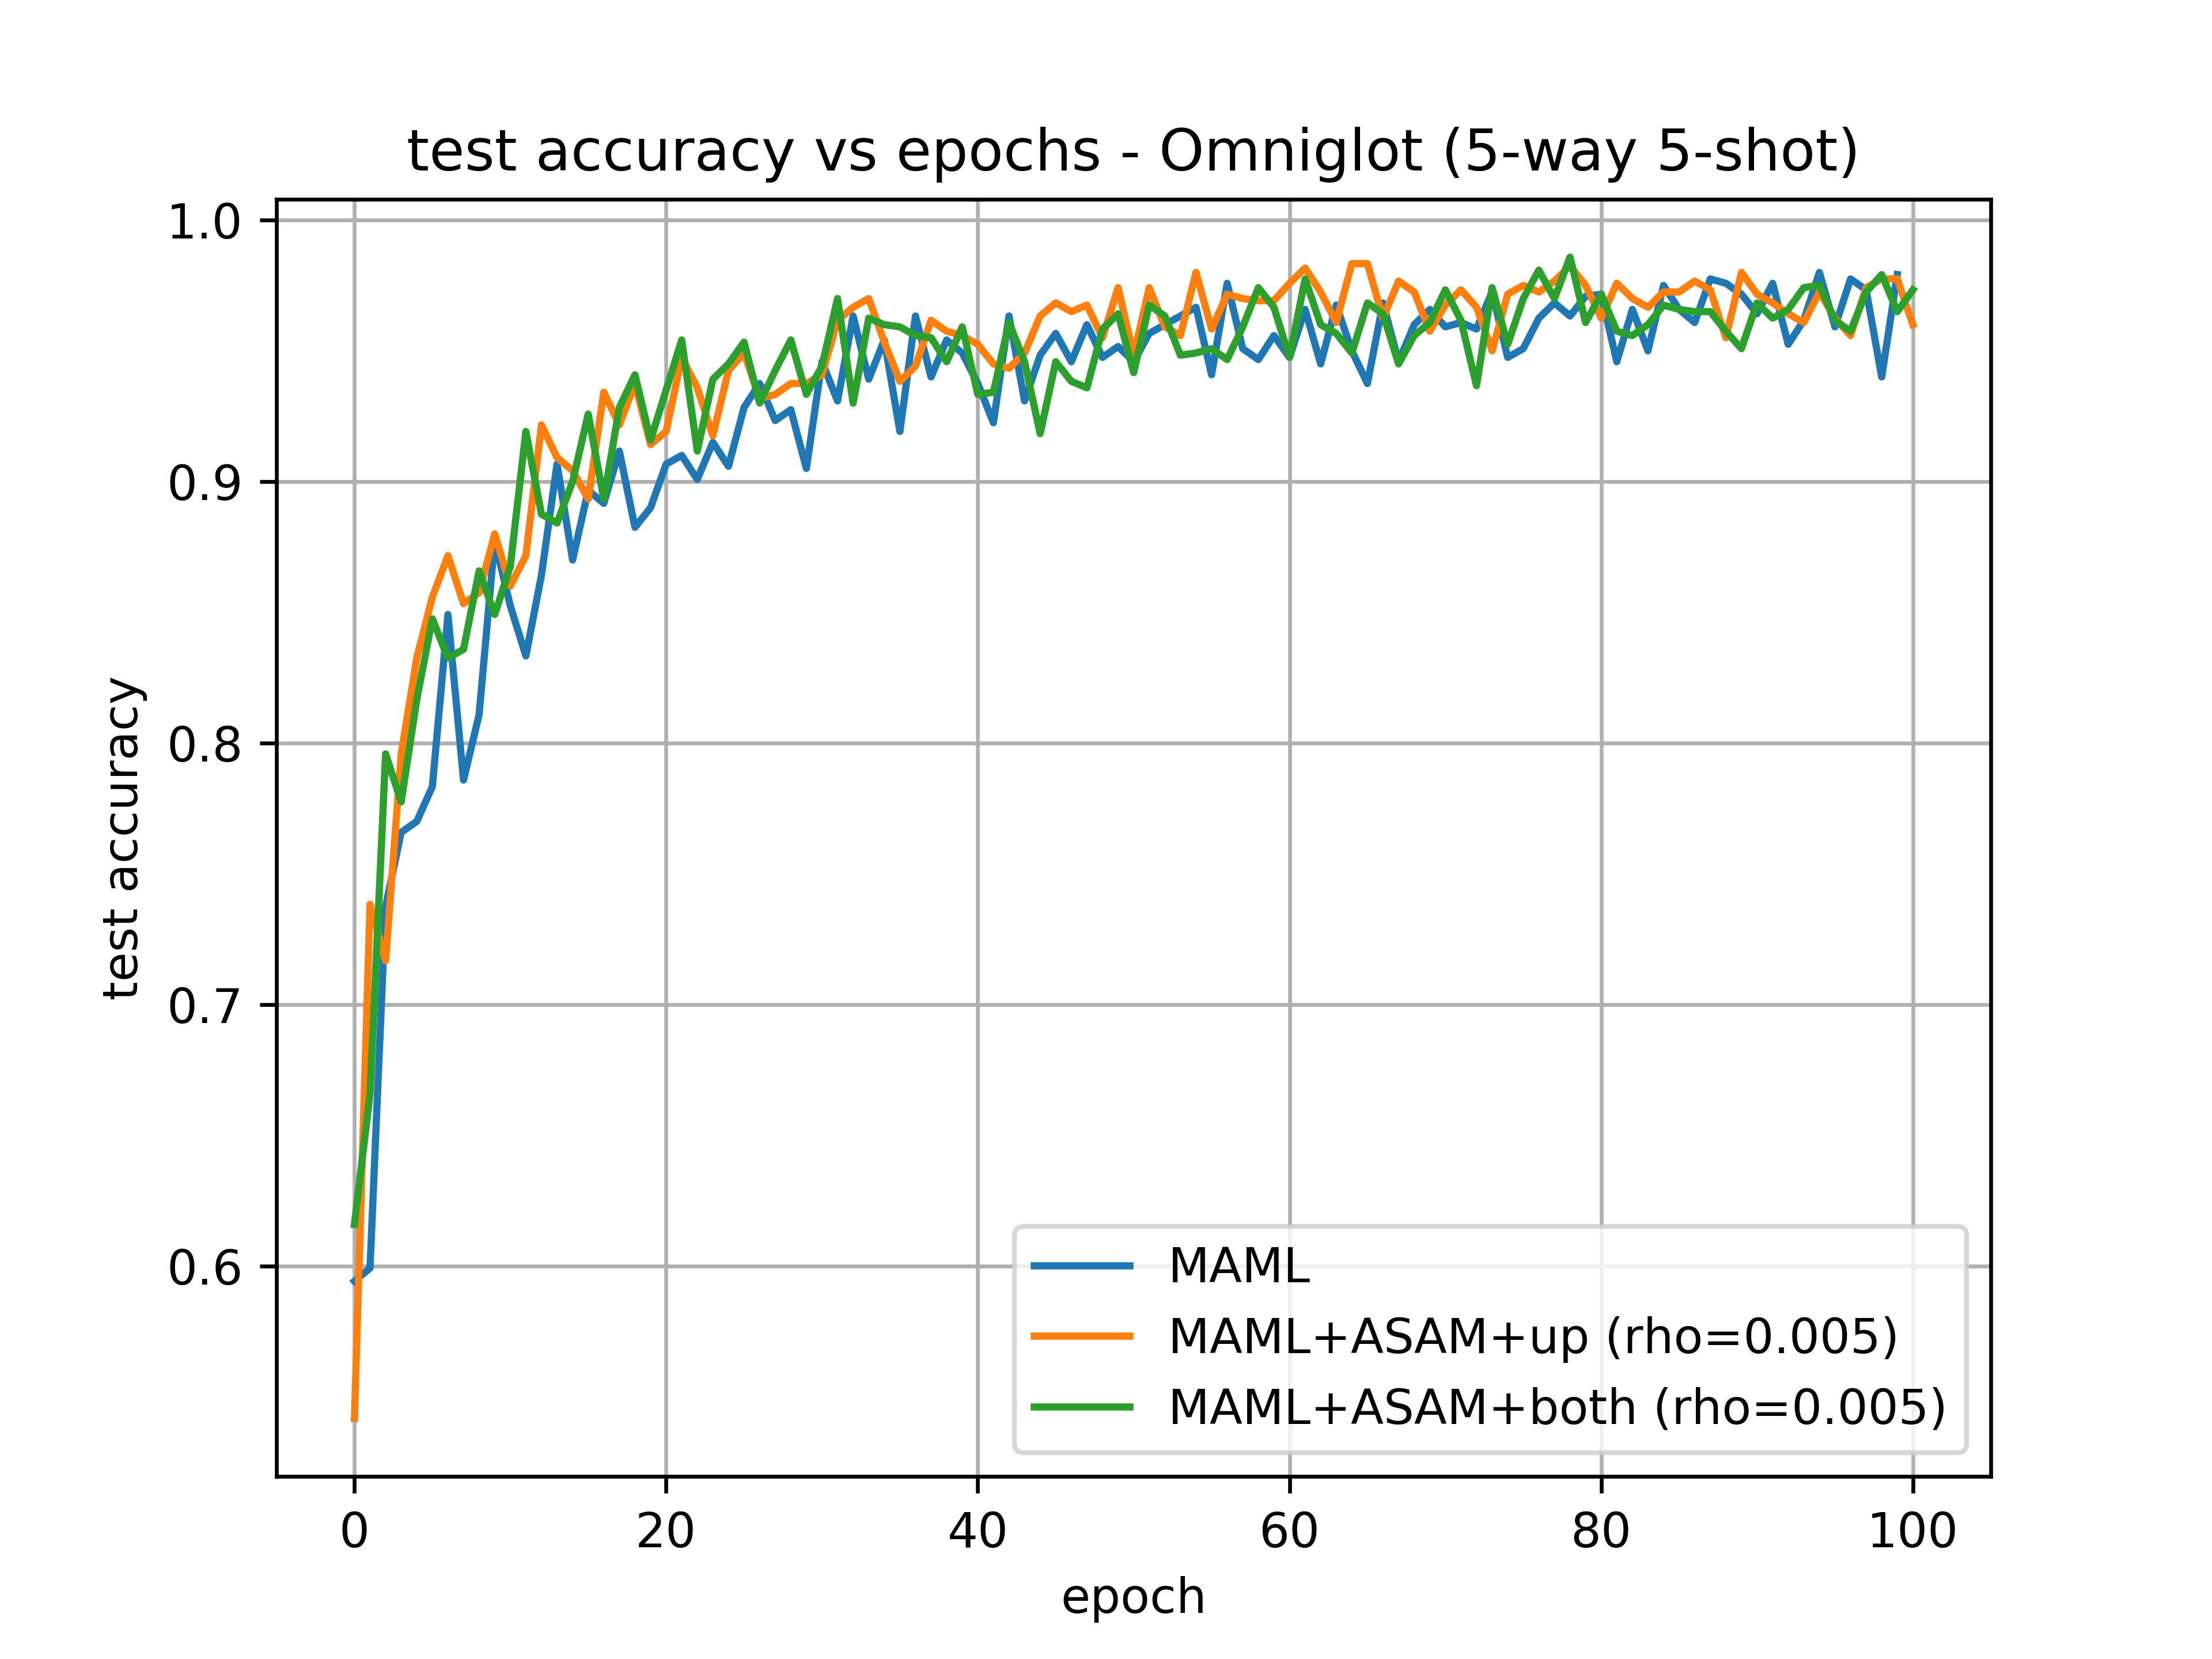 test accuracy vs epochs - Omniglot (5-way 5-shot)
1.0
0.9
0.8
0.7
0.6
test accuracy
MAML
MAML+ASAM+up (rho=0.005)
MAML+ASAM+both (rho=0.005)
0 20 40 60 80 100
epoch